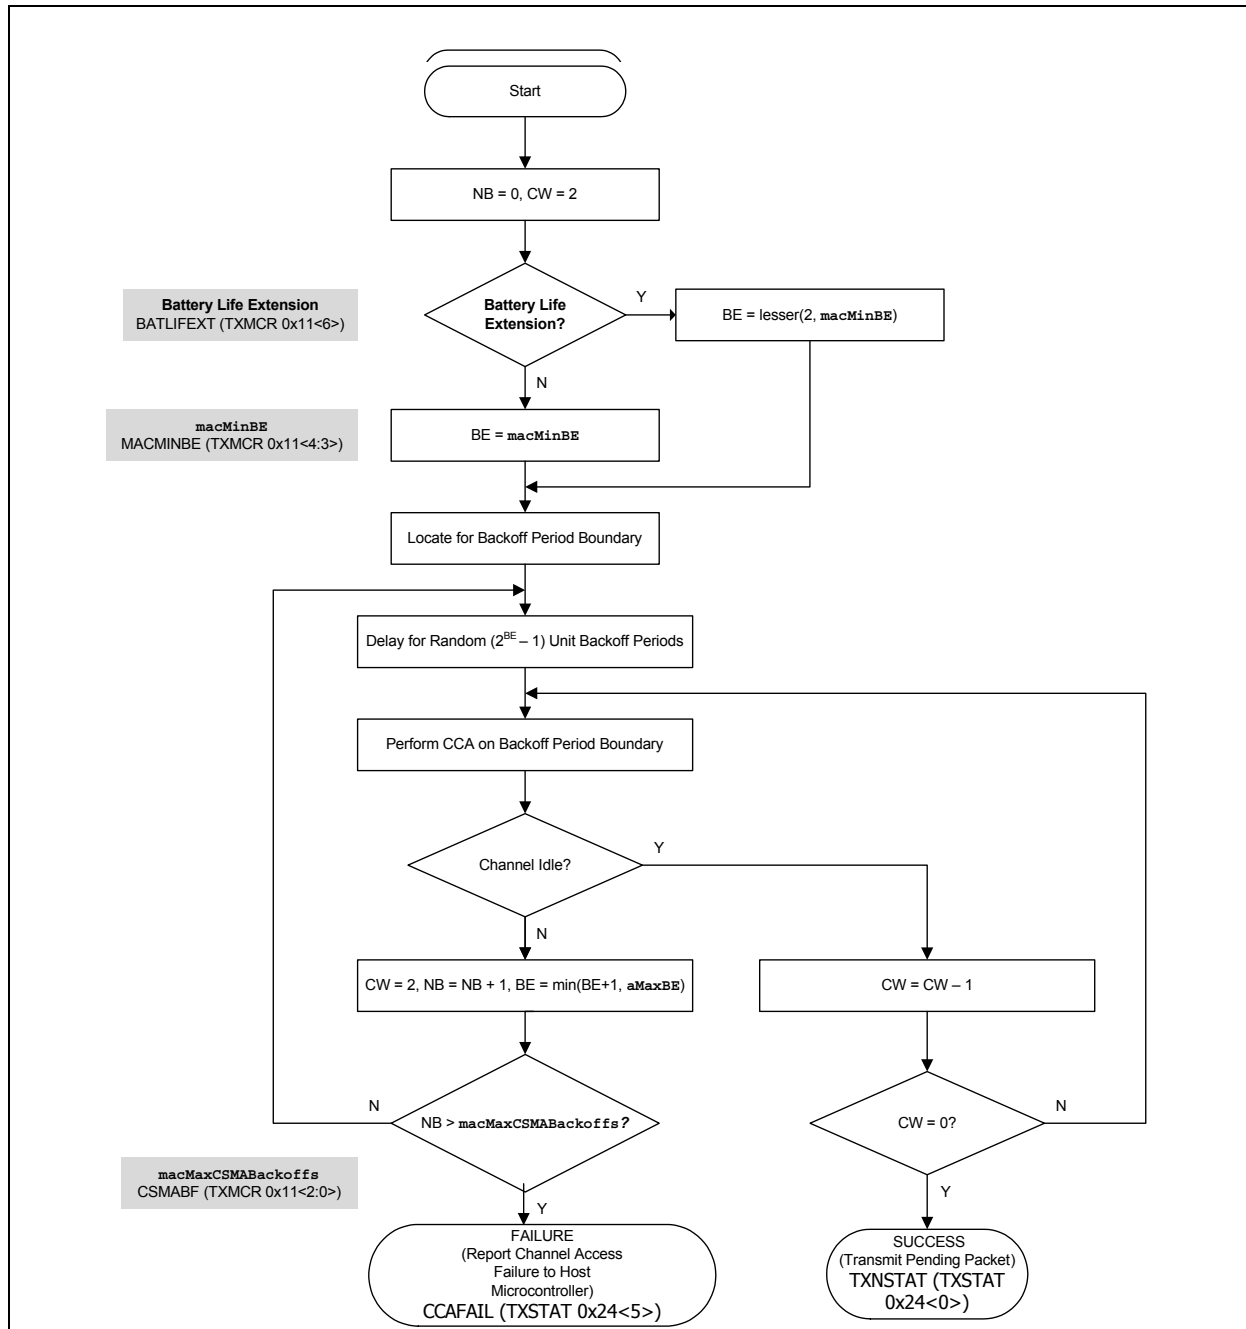 Start
NB = 0, CW = 2
Battery Life Extension
BATLIFEXT (TXMCR 0x11<6>)
Battery Life
Extension?
Y
BE = lesser(2, macMinBE)
N
macMinBE
MACMINBE (TXMCR 0x11<4:3>)
BE = macMinBE
Locate for Backoff Period Boundary
Delay for Random (2^BE – 1) Unit Backoff Periods
Perform CCA on Backoff Period Boundary
Channel Idle?
Y
N
CW = 2, NB = NB + 1, BE = min(BE+1, aMaxBE)
CW = CW – 1
N
NB > macMaxCSMABackoffs?
CW = 0?
N
macMaxCSMABackoffs
CSMABF (TXMCR 0x11<2:0>)
Y
Y
FAILURE
(Report Channel Access
Failure to Host
Microcontroller)
CCAFAIL (TXSTAT 0x24<5>)
SUCCESS
(Transmit Pending Packet)
TXNSTAT (TXSTAT
0x24<0>)